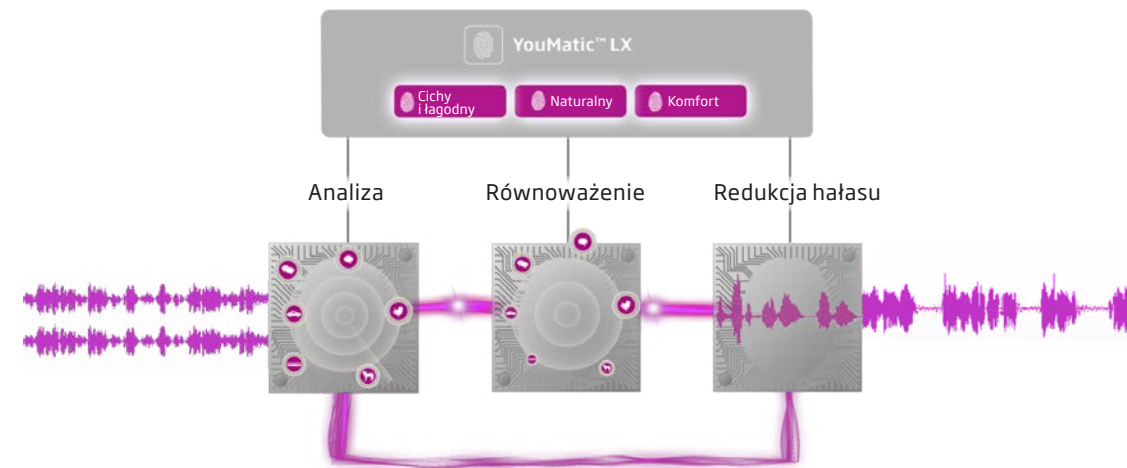 YouMatic™ LX
Cichy
i łagodny
Naturalny
Komfort
Analiza
Równoważenie
Redukcja hałasu